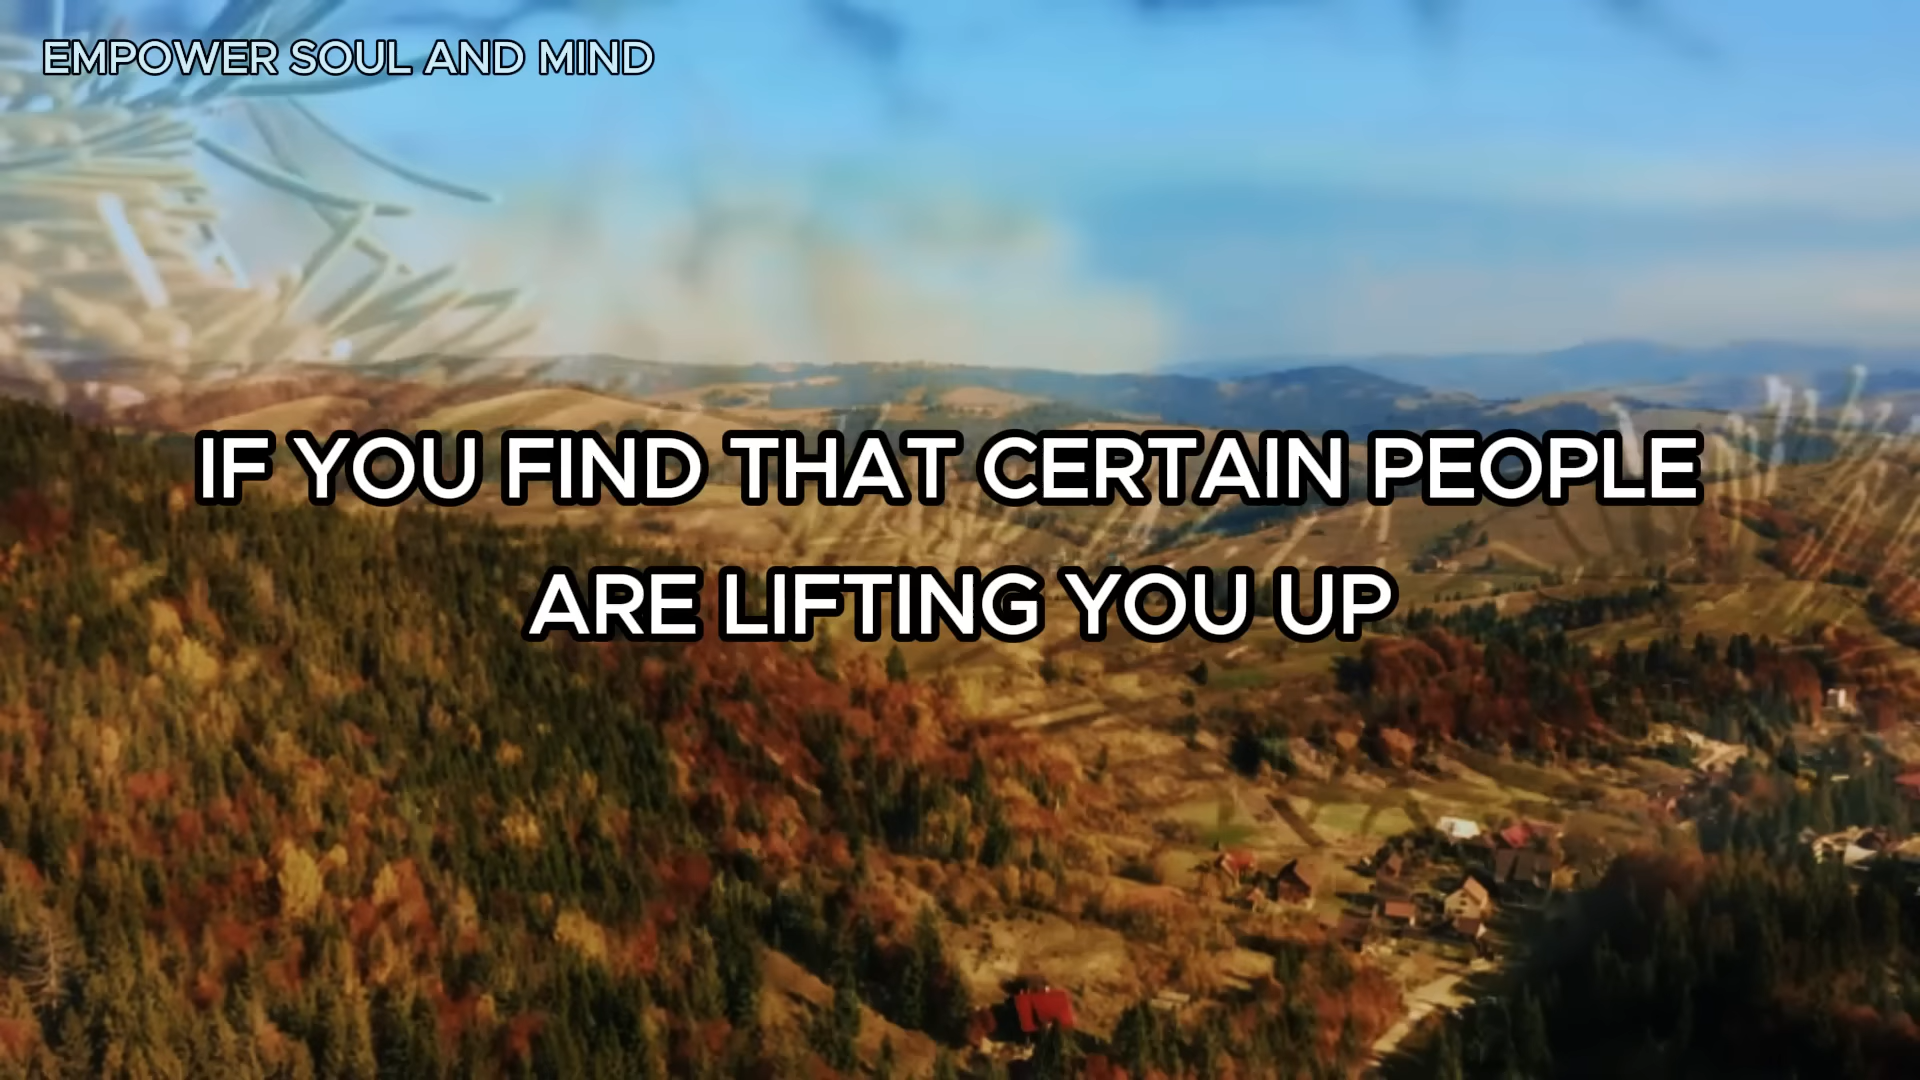 EMPOWER SOUL AND MIND
IF YOU FIND THAT CERTAIN PEOPLE
ARE LIFTING YOU UP